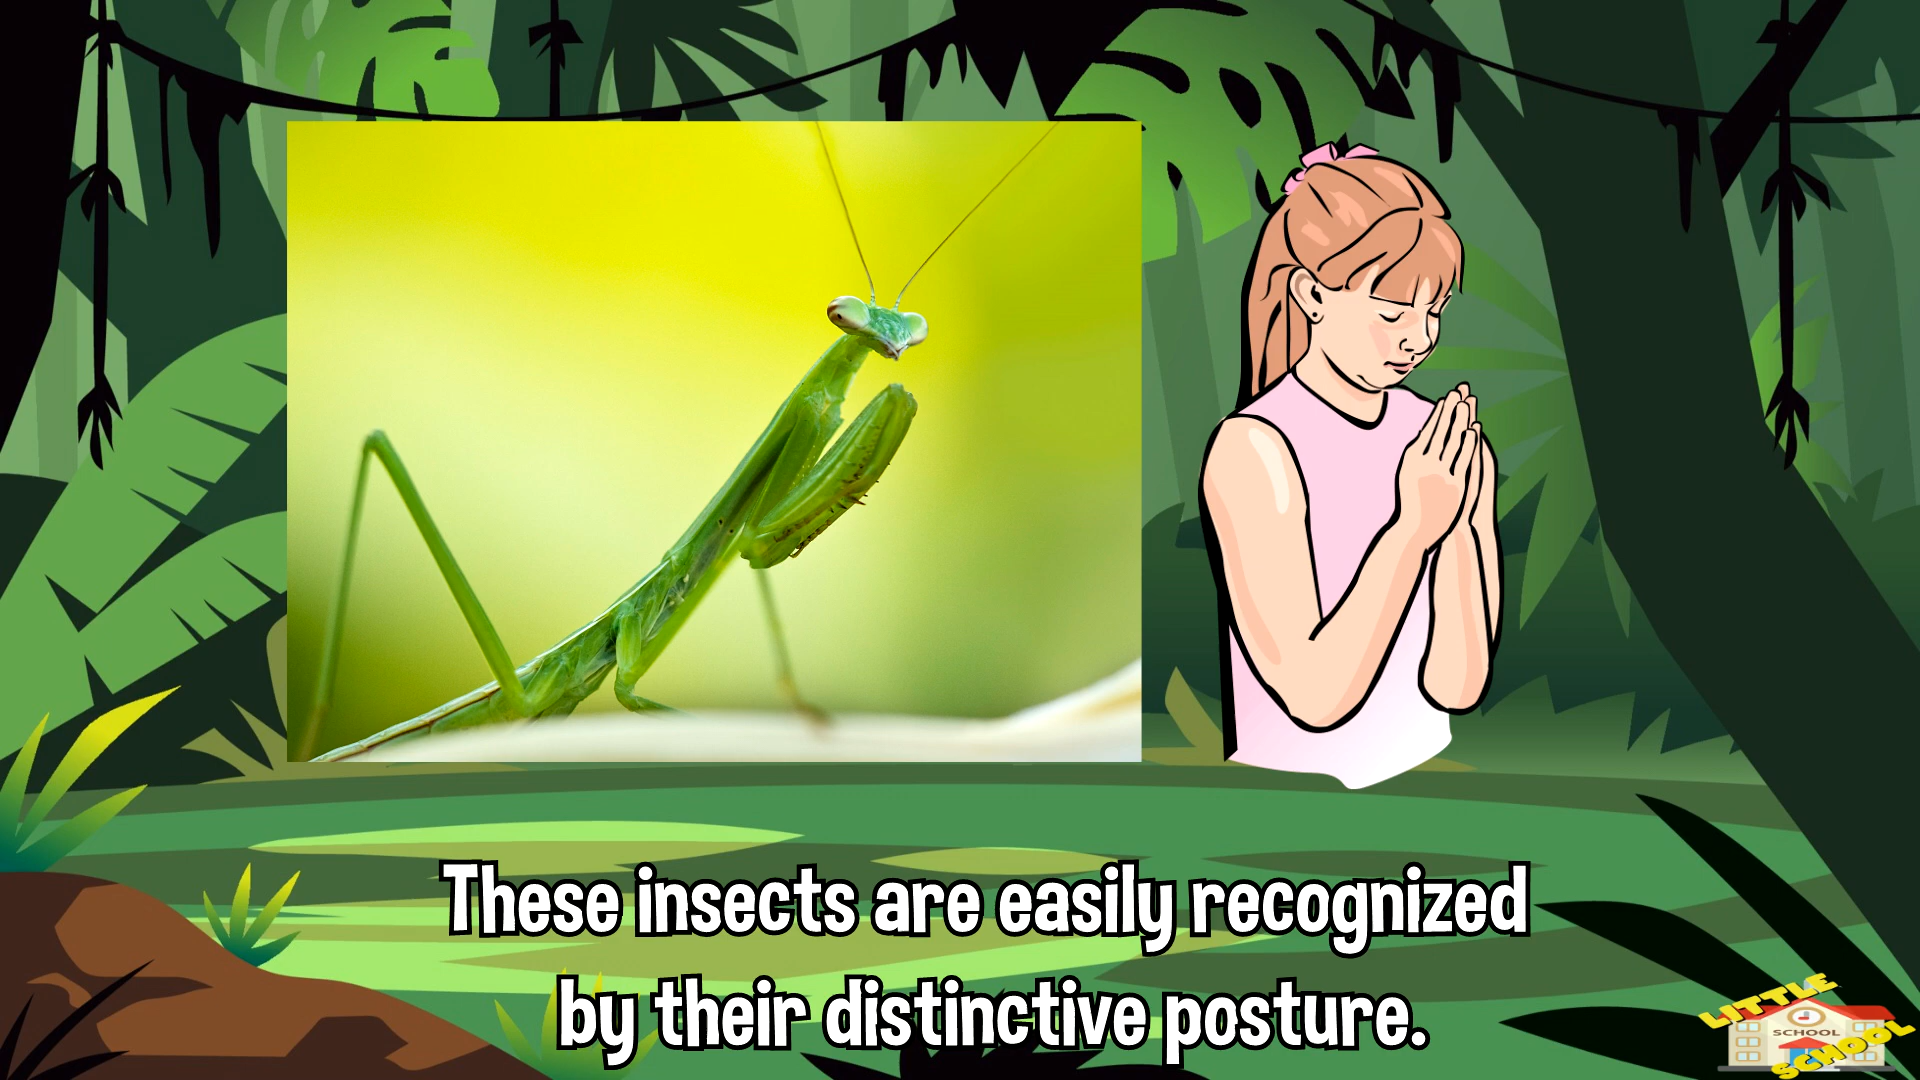 These insects are easily recognized
by their distinctive posture.
LITTLE
SCHOOL
SCHOOL